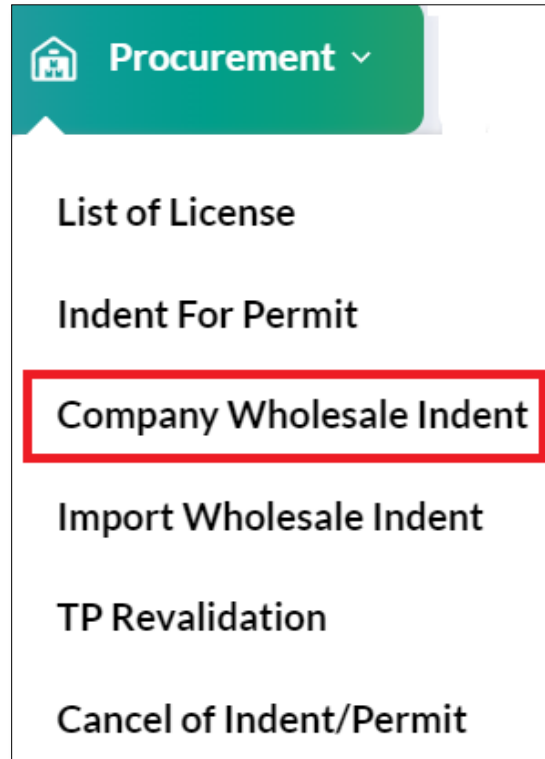 Procurement
List of License
Indent For Permit
Company Wholesale Indent
Import Wholesale Indent
TP Revalidation
Cancel of Indent/Permit